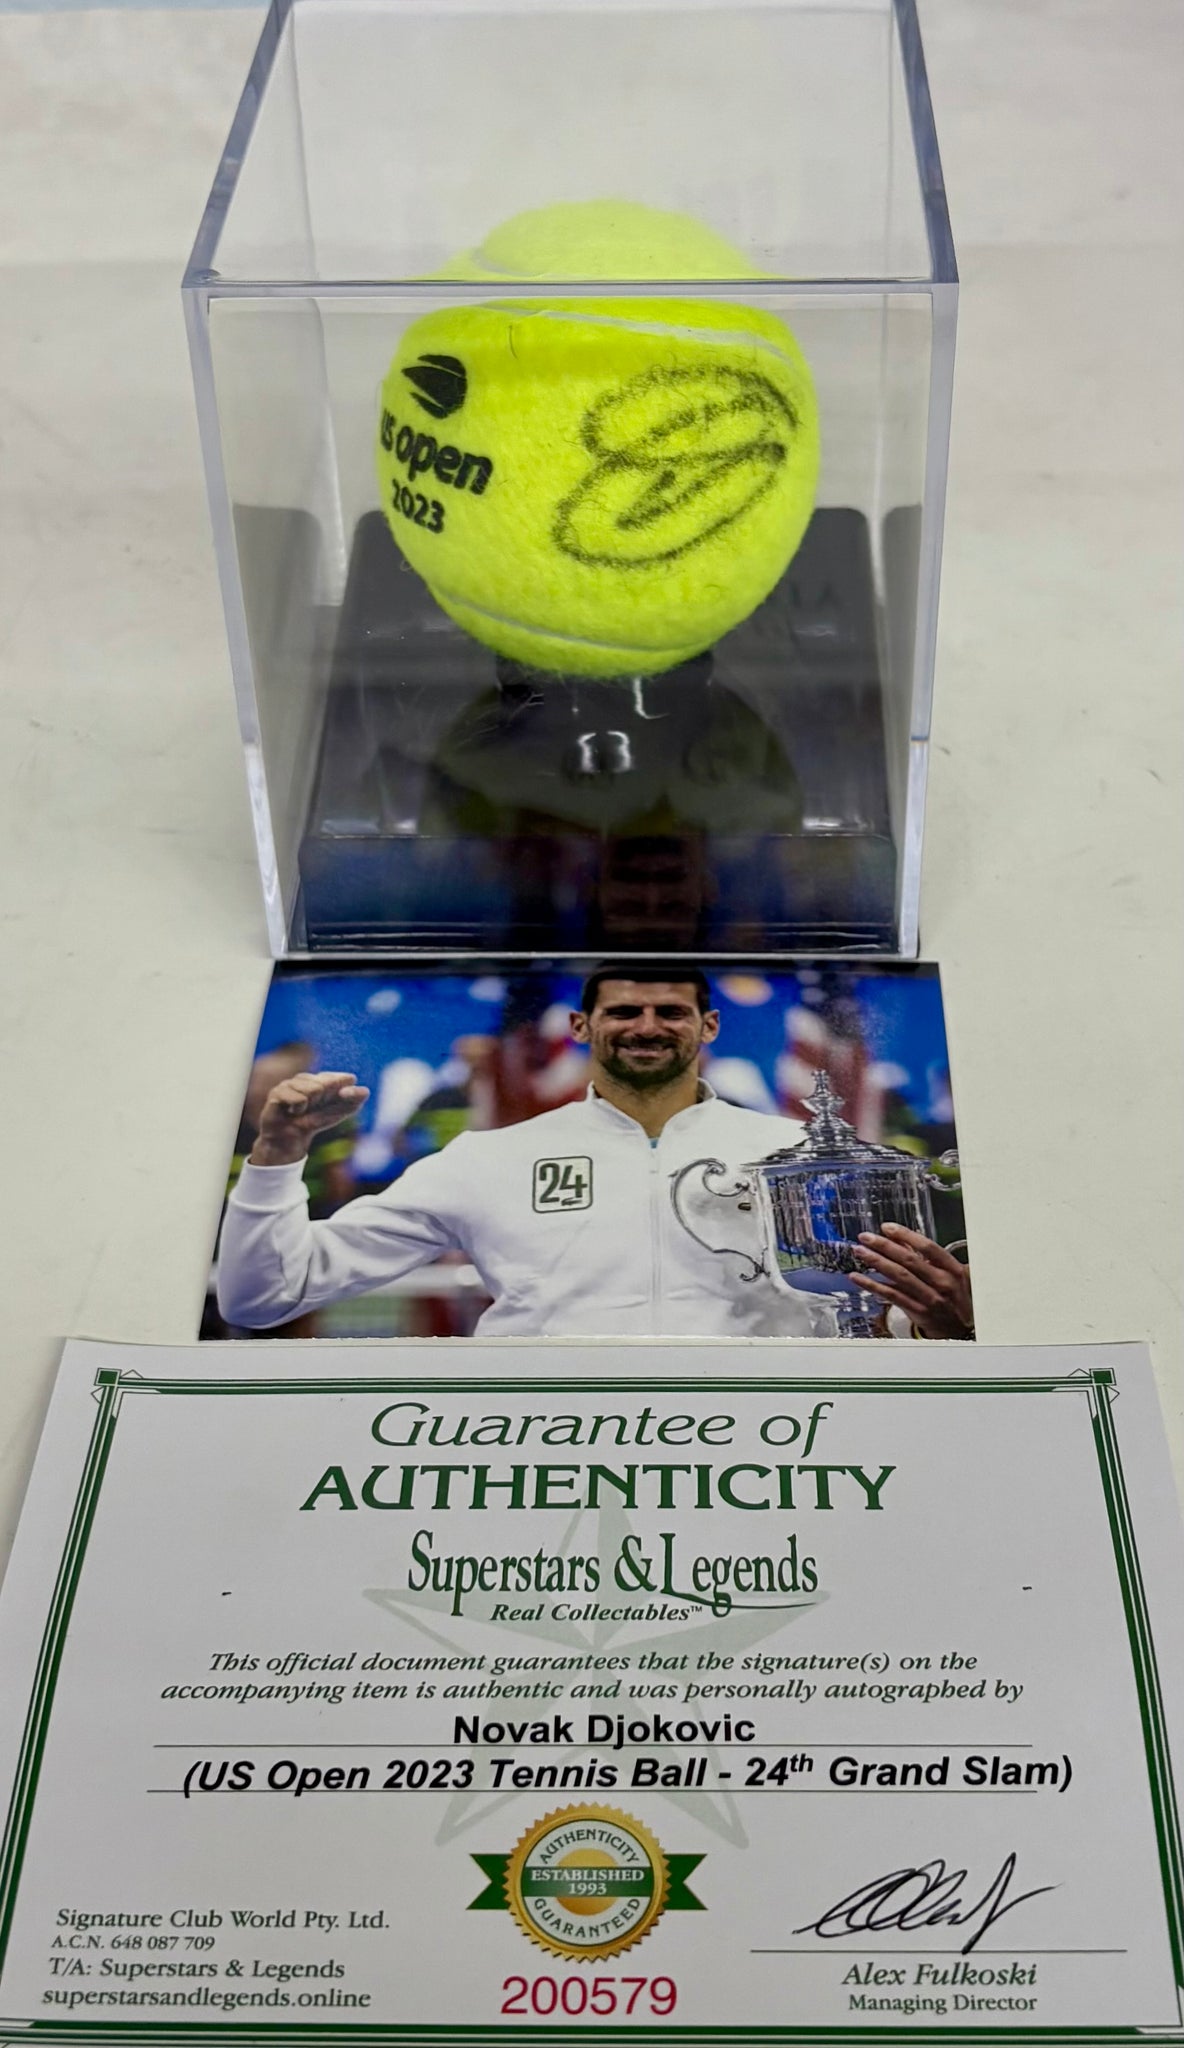 us open
2023
24
Guarantee of
AUTHENTICITY
Superstars & Legends
Real Collectables™
This official document guarantees that the signature(s) on the
accompanying item is authentic and was personally autographed by
Novak Djokovic
(US Open 2023 Tennis Ball - 24th Grand Slam)
AUTHENTICITY
ESTABLISHED
1993
GUARANTEED
Signature Club World Pty. Ltd.
A.C.N. 648 087 709
T/A: Superstars & Legends
superstarsandlegends.online
200579
Alex Fulkoski
Managing Director